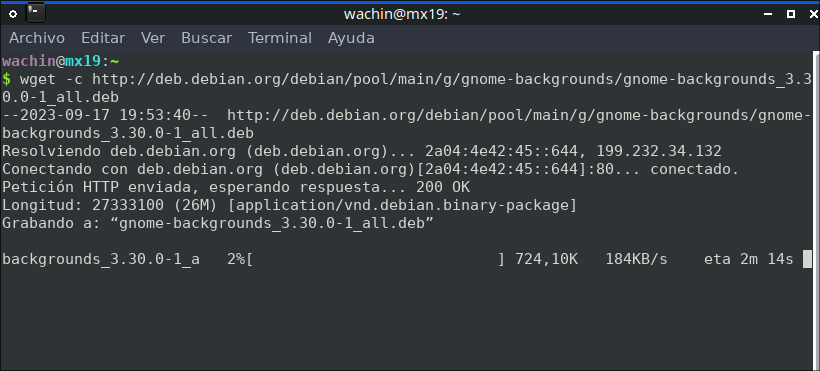 wachin@mx19: ~
Archivo Editar Ver Buscar Terminal Ayuda
wachin@mx19:~
$ wget -c http://deb.debian.org/debian/pool/main/g/gnome-backgrounds/gnome-backgrounds_3.3
0.0-1_all.deb
--2023-09-17 19:53:40--  http://deb.debian.org/debian/pool/main/g/gnome-backgrounds/gnome-
backgrounds_3.30.0-1_all.deb
Resolviendo deb.debian.org (deb.debian.org)... 2a04:4e42:45::644, 199.232.34.132
Conectando con deb.debian.org (deb.debian.org)[2a04:4e42:45::644]:80... conectado.
Petición HTTP enviada, esperando respuesta... 200 OK
Longitud: 27333100 (26M) [application/vnd.debian.binary-package]
Grabando a: “gnome-backgrounds_3.30.0-1_all.deb”
backgrounds_3.30.0-1_a   2%[                           ] 724,10K   184KB/s    eta 2m 14s